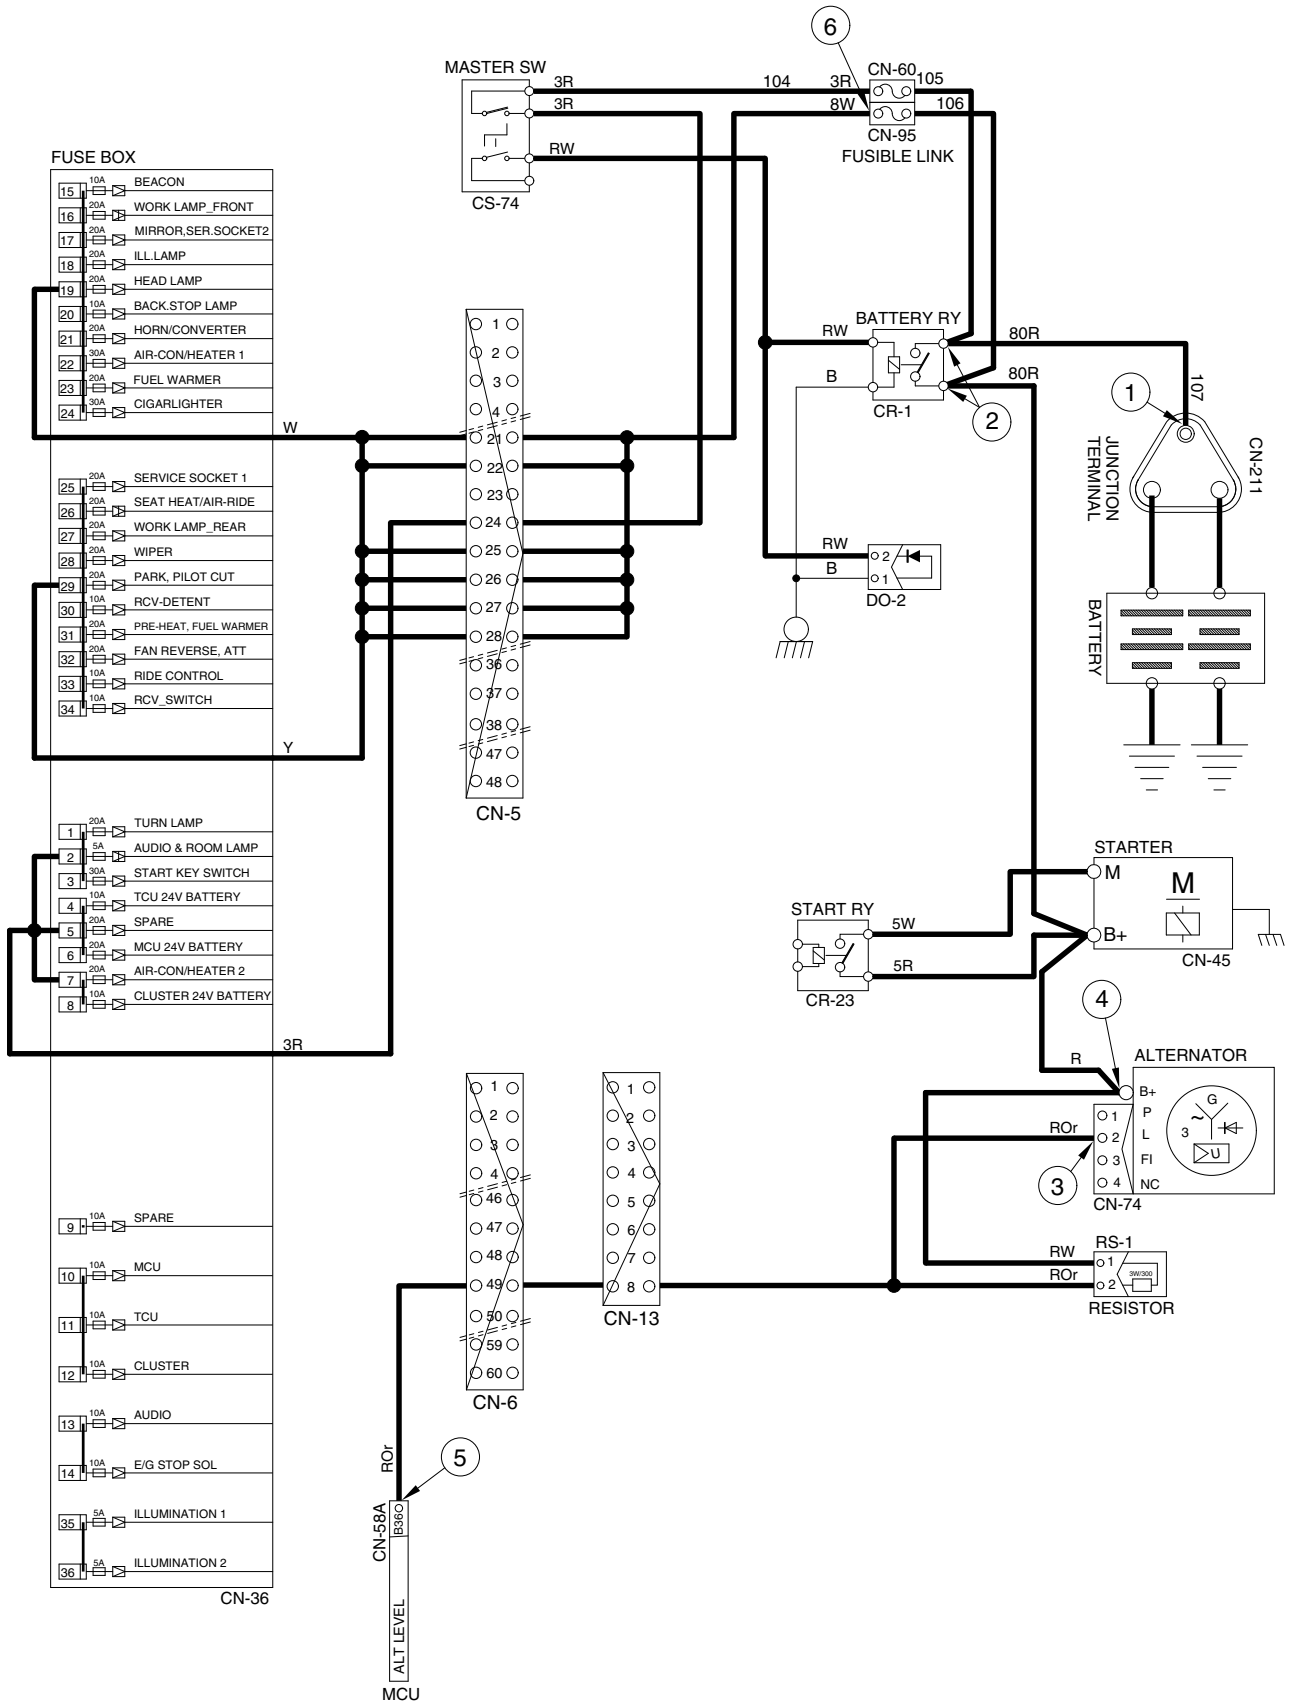 6
MASTER SW
3R
3R
RW
CS-74
104
3R
CN-60
105
8W
106
CN-95
FUSIBLE LINK
FUSE BOX
15 10A BEACON
16 20A WORK LAMP_FRONT
17 20A MIRROR,SER.SOCKET2
18 20A ILL.LAMP
19 20A HEAD LAMP
20 10A BACK.STOP LAMP
21 20A HORN/CONVERTER
22 30A AIR-CON/HEATER 1
23 20A FUEL WARMER
24 30A CIGARLIGHTER
W
25 20A SERVICE SOCKET 1
26 20A SEAT HEAT/AIR-RIDE
27 20A WORK LAMP_REAR
28 20A WIPER
29 20A PARK, PILOT CUT
30 10A RCV-DETENT
31 20A PRE-HEAT, FUEL WARMER
32 20A FAN REVERSE, ATT
33 10A RIDE CONTROL
34 10A RCV_SWITCH
Y
1 20A TURN LAMP
2 5A AUDIO & ROOM LAMP
3 30A START KEY SWITCH
4 10A TCU 24V BATTERY
5 20A SPARE
6 20A MCU 24V BATTERY
7 20A AIR-CON/HEATER 2
8 10A CLUSTER 24V BATTERY
3R
9 10A SPARE
10 10A MCU
11 10A TCU
12 10A CLUSTER
13 10A AUDIO
14 10A E/G STOP SOL
35 5A ILLUMINATION 1
36 5A ILLUMINATION 2
CN-36
1
2
3
4
21
22
23
24
25
26
27
28
36
37
38
47
48
CN-5
BATTERY RY
RW
B
80R
80R
CR-1
2
107
1
JUNCTION
TERMINAL
CN-211
RW
2
B
1
DO-2
BATTERY
STARTER
M
M
B+
CN-45
START RY
5W
5R
CR-23
4
R
ALTERNATOR
B+
1 P
ROr
2 L
3 FI
4 NC
G
3 ~
U
3
CN-74
RS-1
RW
1
3W/300
ROr
2
RESISTOR
1
2
3
4
46
47
48
49
50
59
60
CN-6
1
2
3
4
5
6
7
8
CN-13
ROr
5
CN-58A
B36
ALT LEVEL
MCU